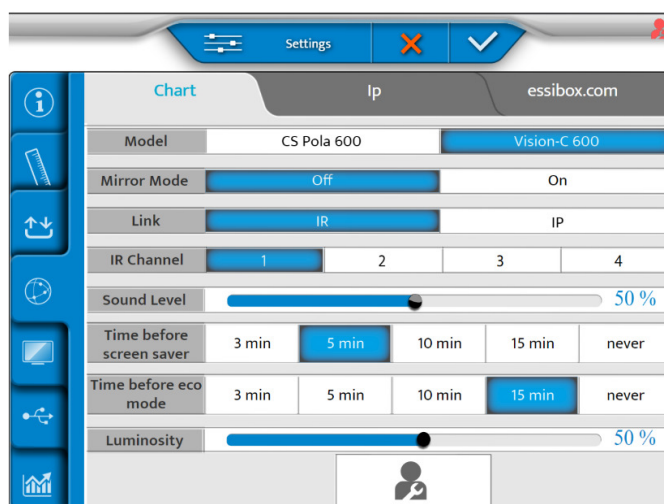 Settings
Chart Ip essibox.com
Model CS Pola 600 Vision-C 600
Mirror Mode Off On
Link IR IP
IR Channel 1 2 3 4
Sound Level 50 %
Time before
screen saver 3 min 5 min 10 min 15 min never
Time before eco
mode 3 min 5 min 10 min 15 min never
Luminosity 50 %